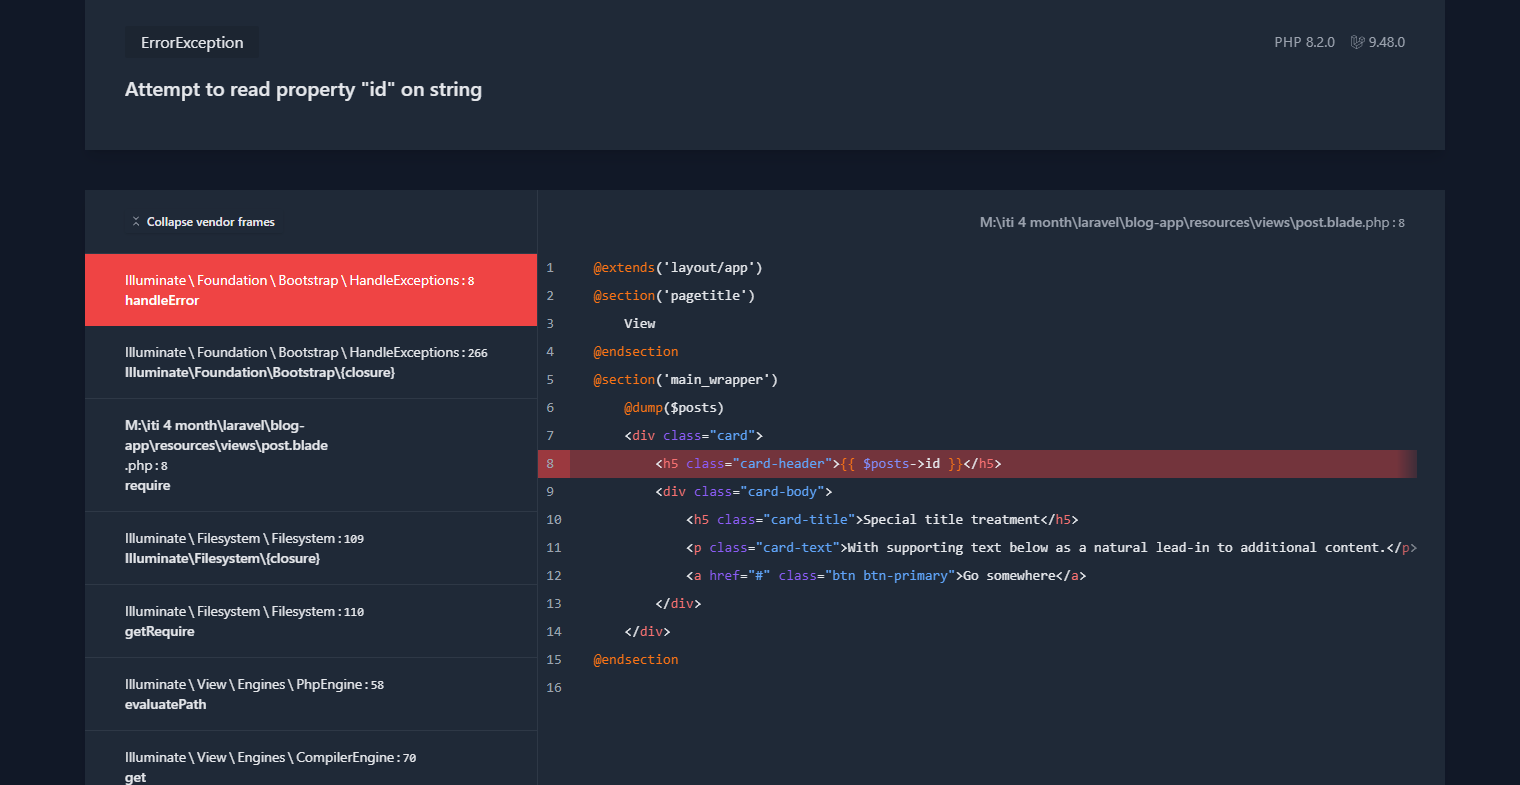 ErrorException
PHP 8.2.0 9.48.0
Attempt to read property "id" on string
Collapse vendor frames
Illuminate \ Foundation \ Bootstrap \ HandleExceptions : 8
handleError
Illuminate \ Foundation \ Bootstrap \ HandleExceptions : 266
Illuminate\Foundation\Bootstrap\{closure}
M:\iti 4 month\laravel\blog-
app\resources\views\post.blade
.php : 8
require
Illuminate \ Filesystem \ Filesystem : 109
Illuminate\Filesystem\{closure}
Illuminate \ Filesystem \ Filesystem : 110
getRequire
Illuminate \ View \ Engines \ PhpEngine : 58
evaluatePath
Illuminate \ View \ Engines \ CompilerEngine : 70
get
M:\iti 4 month\laravel\blog-app\resources\views\post.blade.php : 8
1 @extends('layout/app')
2 @section('pagetitle')
3 View
4 @endsection
5 @section('main_wrapper')
6 @dump($posts)
7 <div class="card">
8 <h5 class="card-header">{{ $posts->id }}</h5>
9 <div class="card-body">
10 <h5 class="card-title">Special title treatment</h5>
11 <p class="card-text">With supporting text below as a natural lead-in to additional content.</p>
12 <a href="#" class="btn btn-primary">Go somewhere</a>
13 </div>
14 </div>
15 @endsection
16